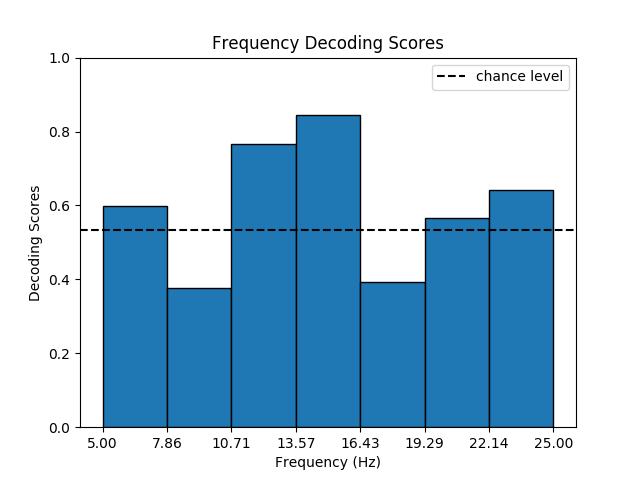 Frequency Decoding Scores
chance level
1.0
0.8
0.6
0.4
0.2
0.0
Decoding Scores
5.00 7.86 10.71 13.57 16.43 19.29 22.14 25.00
Frequency (Hz)